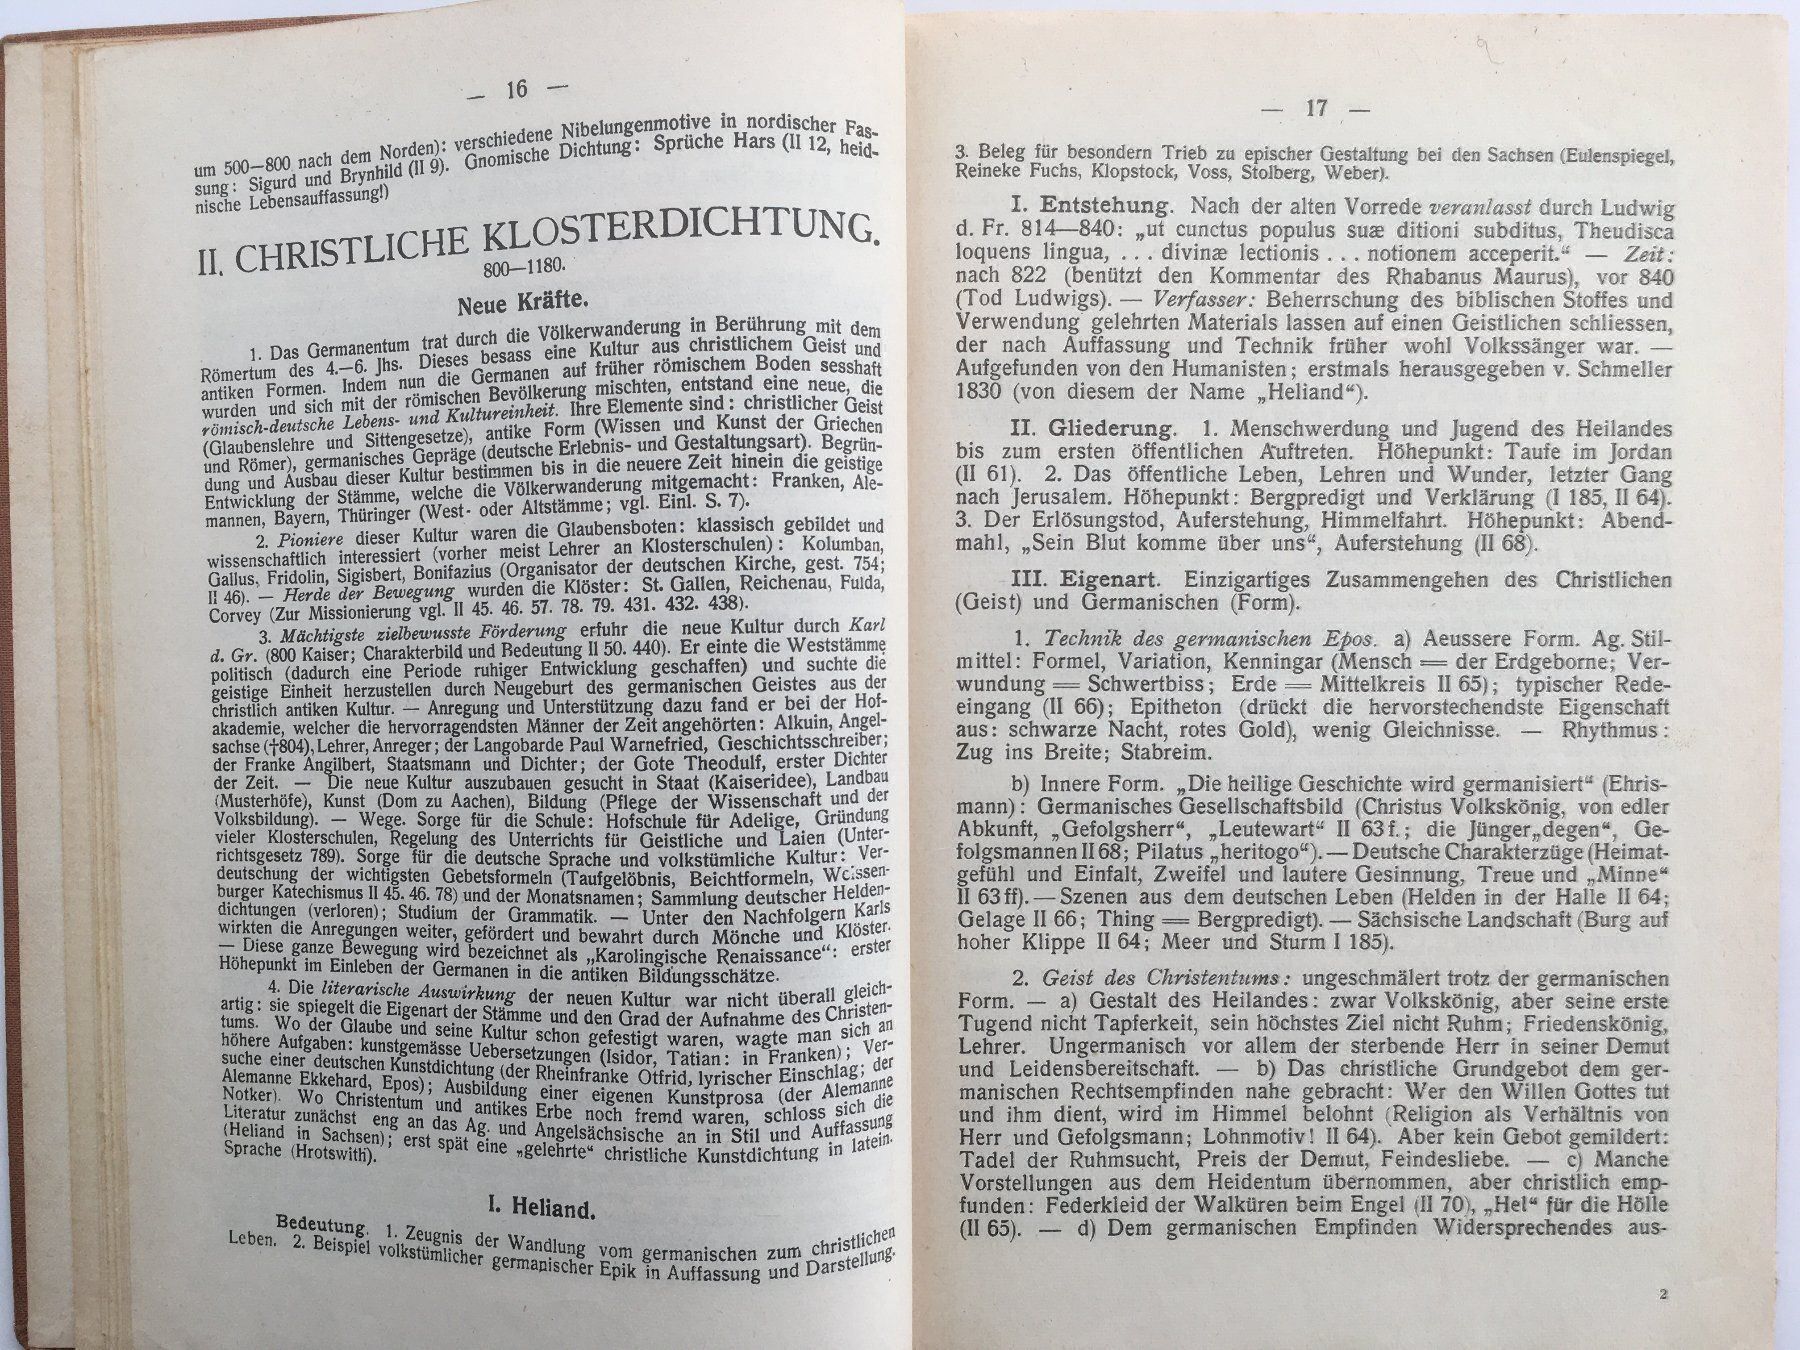 — 16 —
um 500—800 nach dem Norden): verschiedene Nibelungenmotive in nordischer Fas-
sung: Sigurd und Brynhild (II 9). Gnomische Dichtung: Sprüche Hars (II 12, heid-
nische Lebensauffassung!)
II. CHRISTLICHE KLOSTERDICHTUNG.
800—1180.
Neue Kräfte.
1. Das Germanentum trat durch die Völkerwanderung in Berührung mit dem
Römertum des 4.—6. Jhs. Dieses besass eine Kultur aus christlichem Geist und
antiken Formen. Indem nun die Germanen auf früher römischem Boden sesshaft
wurden und sich mit der römischen Bevölkerung mischten, entstand eine neue, die
römisch-deutsche Lebens- und Kultureinheit. Ihre Elemente sind: christlicher Geist
(Glaubenslehre und Sittengesetze), antike Form (Wissen und Kunst der Griechen
und Römer), germanisches Gepräge (deutsche Erlebnis- und Gestaltungsart). Begrün-
dung und Ausbau dieser Kultur bestimmen bis in die neuere Zeit hinein die geistige
Entwicklung der Stämme, welche die Völkerwanderung mitgemacht: Franken, Ale-
mannen, Bayern, Thüringer (West- oder Altstämme; vgl. Einl. S. 7).
2. Pioniere dieser Kultur waren die Glaubensboten: klassisch gebildet und
wissenschaftlich interessiert (vorher meist Lehrer an Klosterschulen): Kolumban,
Gallus, Fridolin, Sigisbert, Bonifazius (Organisator der deutschen Kirche, gest. 754;
II 46). — Herde der Bewegung wurden die Klöster: St. Gallen, Reichenau, Fulda,
Corvey (Zur Missionierung vgl. II 45. 46. 57. 78. 79. 431. 432. 438).
3. Mächtigste zielbewusste Förderung erfuhr die neue Kultur durch Karl
d. Gr. (800 Kaiser; Charakterbild und Bedeutung II 50. 440). Er einte die Weststämme
politisch (dadurch eine Periode ruhiger Entwicklung geschaffen) und suchte die
geistige Einheit herzustellen durch Neugeburt des germanischen Geistes aus der
christlich antiken Kultur. — Anregung und Unterstützung dazu fand er bei der Hof-
akademie, welcher die hervorragendsten Männer der Zeit angehörten: Alkuin, Angel-
sachse (†804), Lehrer, Anreger; der Langobarde Paul Warnefried, Geschichtsschreiber;
der Franke Angilbert, Staatsmann und Dichter; der Gote Theodulf, erster Dichter
der Zeit. — Die neue Kultur auszubauen gesucht in Staat (Kaiseridee), Landbau
(Musterhöfe), Kunst (Dom zu Aachen), Bildung (Pflege der Wissenschaft und der
Volksbildung). — Wege. Sorge für die Schule: Hofschule für Adelige, Gründung
vieler Klosterschulen, Regelung des Unterrichts für Geistliche und Laien (Unter-
richtsgesetz 789). Sorge für die deutsche Sprache und volkstümliche Kultur: Ver-
deutschung der wichtigsten Gebetsformeln (Taufgelöbnis, Beichtformeln, Weissen-
burger Katechismus II 45. 46. 78) und der Monatsnamen; Sammlung deutscher Helden-
dichtungen (verloren); Studium der Grammatik. — Unter den Nachfolgern Karls
wirkten die Anregungen weiter, gefördert und bewahrt durch Mönche und Klöster.
— Diese ganze Bewegung wird bezeichnet als „Karolingische Renaissance“: erster
Höhepunkt im Einleben der Germanen in die antiken Bildungsschätze.
4. Die literarische Auswirkung der neuen Kultur war nicht überall gleich-
artig: sie spiegelt die Eigenart der Stämme und den Grad der Aufnahme des Christen-
tums. Wo der Glaube und seine Kultur schon gefestigt waren, wagte man sich an
höhere Aufgaben: kunstgemässe Uebersetzungen (Isidor, Tatian: in Franken); Ver-
suche einer deutschen Kunstdichtung (der Rheinfranke Otfrid, lyrischer Einschlag; der
Alemanne Ekkehard, Epos); Ausbildung einer eigenen Kunstprosa (der Alemanne
Notker). Wo Christentum und antikes Erbe noch fremd waren, schloss sich die
Literatur zunächst eng an das Ag. und Angelsächsische an in Stil und Auffassung
(Heliand in Sachsen); erst spät eine „gelehrte“ christliche Kunstdichtung in latein.
Sprache (Hrotswith).
I. Heliand.
Bedeutung. 1. Zeugnis der Wandlung vom germanischen zum christlichen
Leben. 2. Beispiel volkstümlicher germanischer Epik in Auffassung und Darstellung.
— 17 —
3. Beleg für besondern Trieb zu epischer Gestaltung bei den Sachsen (Eulenspiegel,
Reineke Fuchs, Klopstock, Voss, Stolberg, Weber).
I. Entstehung. Nach der alten Vorrede veranlasst durch Ludwig
d. Fr. 814—840: „ut cunctus populus suæ ditioni subditus, Theudisca
loquens lingua, ... divinæ lectionis ... notionem acceperit.“ — Zeit:
nach 822 (benützt den Kommentar des Rhabanus Maurus), vor 840
(Tod Ludwigs). — Verfasser: Beherrschung des biblischen Stoffes und
Verwendung gelehrten Materials lassen auf einen Geistlichen schliessen,
der nach Auffassung und Technik früher wohl Volkssänger war. —
Aufgefunden von den Humanisten; erstmals herausgegeben v. Schmeller
1830 (von diesem der Name „Heliand“).
II. Gliederung. 1. Menschwerdung und Jugend des Heilandes
bis zum ersten öffentlichen Auftreten. Höhepunkt: Taufe im Jordan
(II 61). 2. Das öffentliche Leben, Lehren und Wunder, letzter Gang
nach Jerusalem. Höhepunkt: Bergpredigt und Verklärung (I 185, II 64).
3. Der Erlösungstod, Auferstehung, Himmelfahrt. Höhepunkt: Abend-
mahl, „Sein Blut komme über uns“, Auferstehung (II 68).
III. Eigenart. Einzigartiges Zusammengehen des Christlichen
(Geist) und Germanischen (Form).
1. Technik des germanischen Epos. a) Aeussere Form. Ag. Stil-
mittel: Formel, Variation, Kenningar (Mensch = der Erdgeborne; Ver-
wundung = Schwertbiss; Erde = Mittelkreis II 65); typischer Rede-
eingang (II 66); Epitheton (drückt die hervorstechendste Eigenschaft
aus: schwarze Nacht, rotes Gold), wenig Gleichnisse. — Rhythmus:
Zug ins Breite; Stabreim.
b) Innere Form. „Die heilige Geschichte wird germanisiert“ (Ehris-
mann): Germanisches Gesellschaftsbild (Christus Volkskönig, von edler
Abkunft, „Gefolgsherr“, „Leutewart“ II 63 f.; die Jünger „degen“, Ge-
folgsmannen II 68; Pilatus „heritogo“). — Deutsche Charakterzüge (Heimat-
gefühl und Einfalt, Zweifel und lautere Gesinnung, Treue und „Minne“
II 63 ff). — Szenen aus dem deutschen Leben (Helden in der Halle II 64;
Gelage II 66; Thing = Bergpredigt). — Sächsische Landschaft (Burg auf
hoher Klippe II 64; Meer und Sturm I 185).
2. Geist des Christentums: ungeschmälert trotz der germanischen
Form. — a) Gestalt des Heilandes: zwar Volkskönig, aber seine erste
Tugend nicht Tapferkeit, sein höchstes Ziel nicht Ruhm; Friedenskönig,
Lehrer. Ungermanisch vor allem der sterbende Herr in seiner Demut
und Leidensbereitschaft. — b) Das christliche Grundgebot dem ger-
manischen Rechtsempfinden nahe gebracht: Wer den Willen Gottes tut
und ihm dient, wird im Himmel belohnt (Religion als Verhältnis von
Herr und Gefolgsmann; Lohnmotiv! II 64). Aber kein Gebot gemildert:
Tadel der Ruhmsucht, Preis der Demut, Feindesliebe. — c) Manche
Vorstellungen aus dem Heidentum übernommen, aber christlich emp-
funden: Federkleid der Walküren beim Engel (II 70), „Hel“ für die Hölle
(II 65). — d) Dem germanischen Empfinden Widersprechendes aus-
2